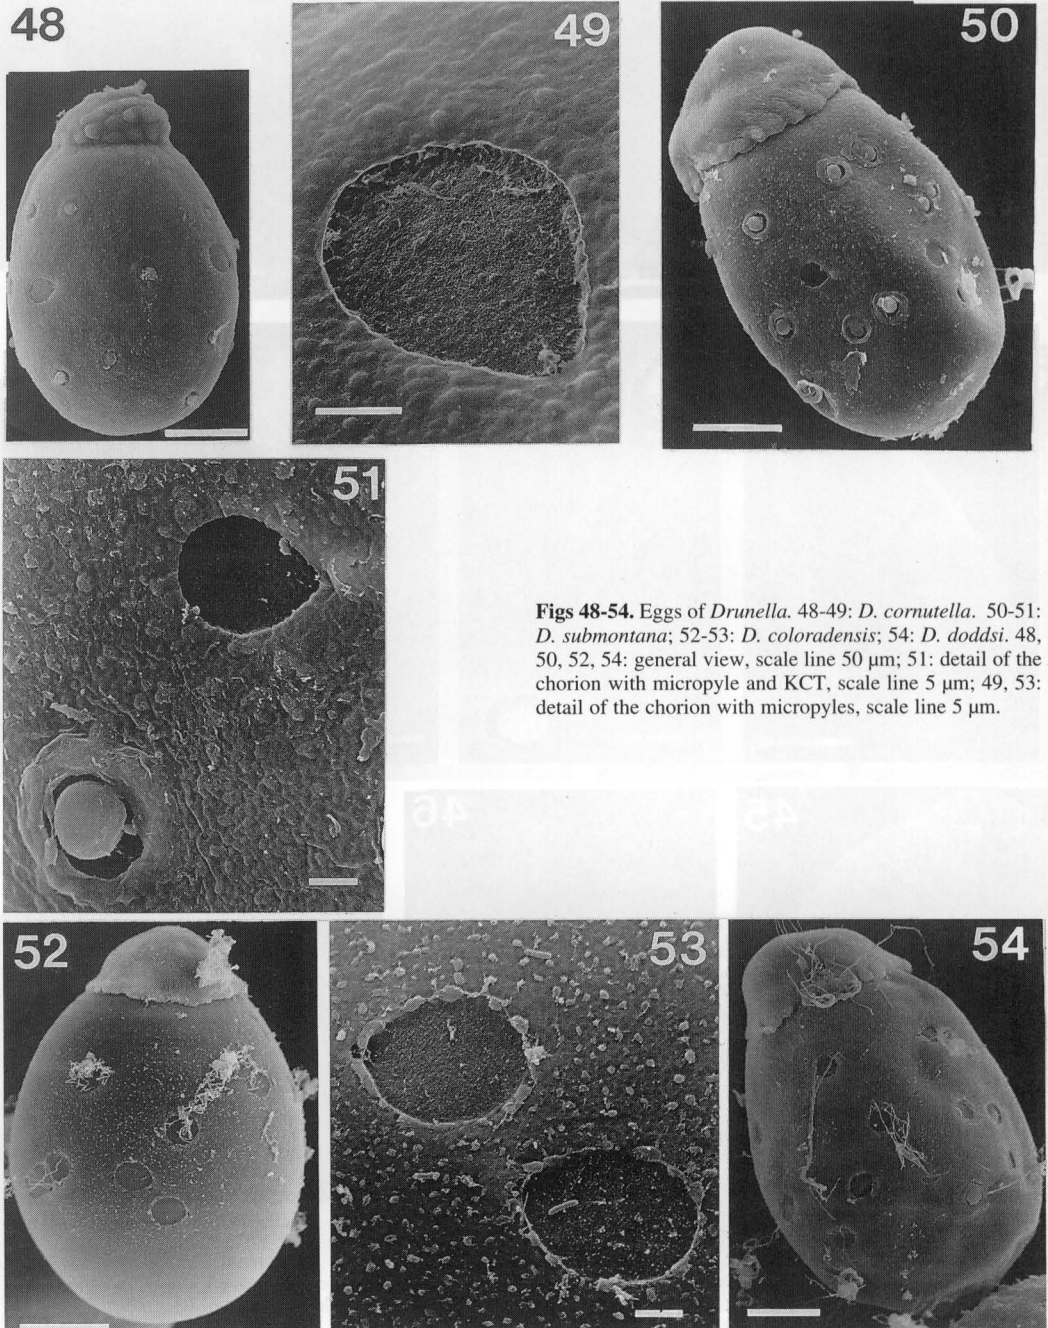 48
49
50
51
Figs 48-54. Eggs of Drunella. 48-49: D. cornutella. 50-51:
D. submontana; 52-53: D. coloradensis; 54: D. doddsi. 48,
50, 52, 54: general view, scale line 50 µm; 51: detail of the
chorion with micropyle and KCT, scale line 5 µm; 49, 53:
detail of the chorion with micropyles, scale line 5 µm.
46
45
52
53
54